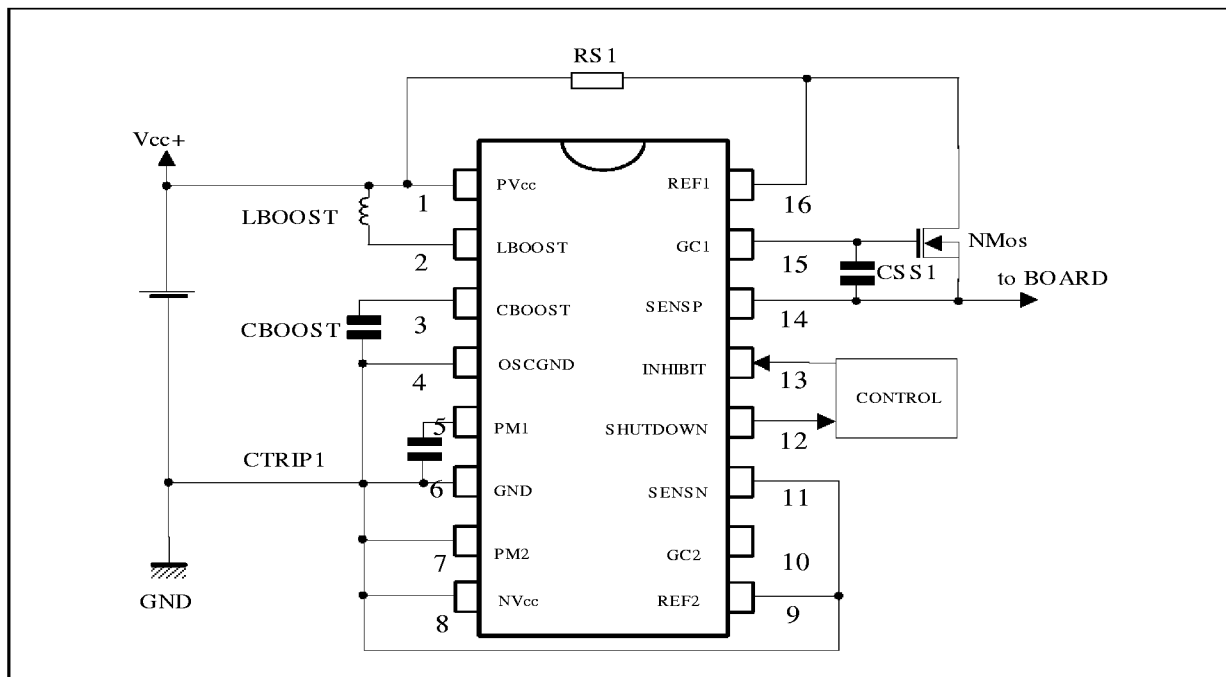 RS1
Vcc+
PVcc
REF1
1
16
LBOOST
LBOOST
GC1
NMos
2
15
CSS1
to BOARD
CBOOST
CBOOST
SENSP
3
14
OSCGND
INHIBIT
4
13
CONTROL
5
PM1
SHUTDOWN
12
CTRIP1
6
GND
SENSN
11
PM2
GC2
7
10
GND
NVcc
REF2
8
9